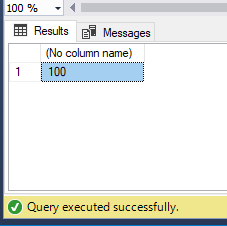 100 %
Results Messages
(No column name)
1 100
Query executed successfully.